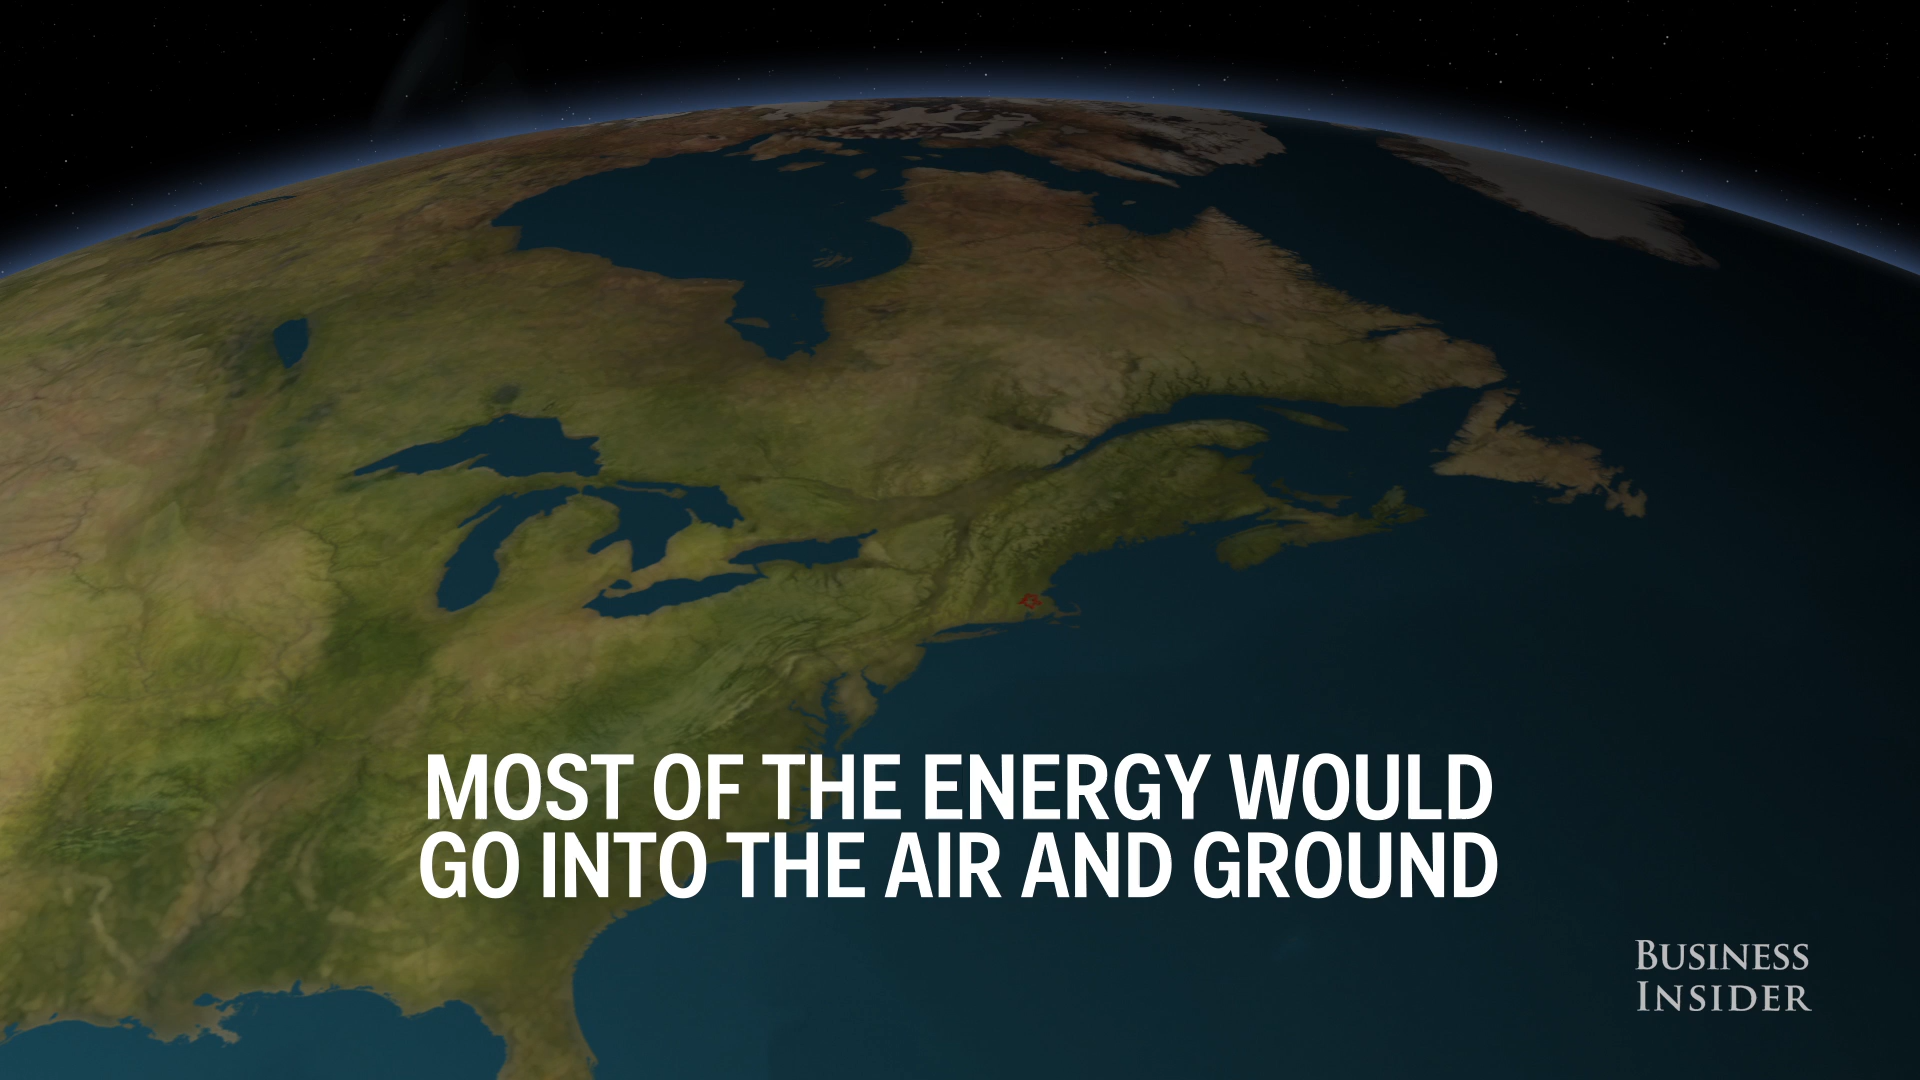 MOST OF THE ENERGY WOULD
GO INTO THE AIR AND GROUND
BUSINESS
INSIDER